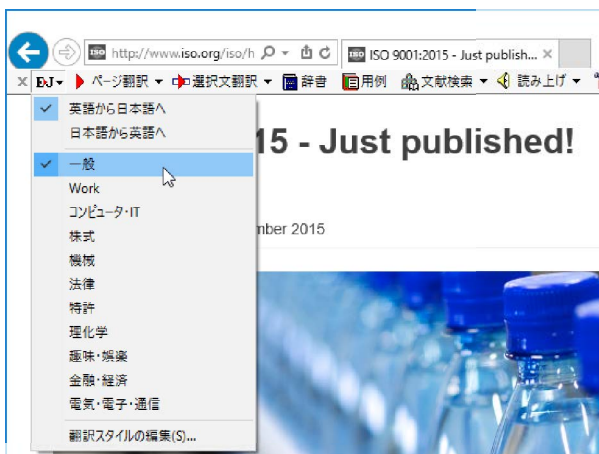 http://www.iso.org/iso/h
ISO 9001:2015 - Just publish...
E›J
ページ翻訳
選択文翻訳
辞書
用例
文献検索
読み上げ
英語から日本語へ
日本語から英語へ
一般
Work
コンピュータ・IT
株式
機械
法律
特許
理化学
趣味・娯楽
金融・経済
電気・電子・通信
翻訳スタイルの編集(S)...
15 - Just published!
mber 2015